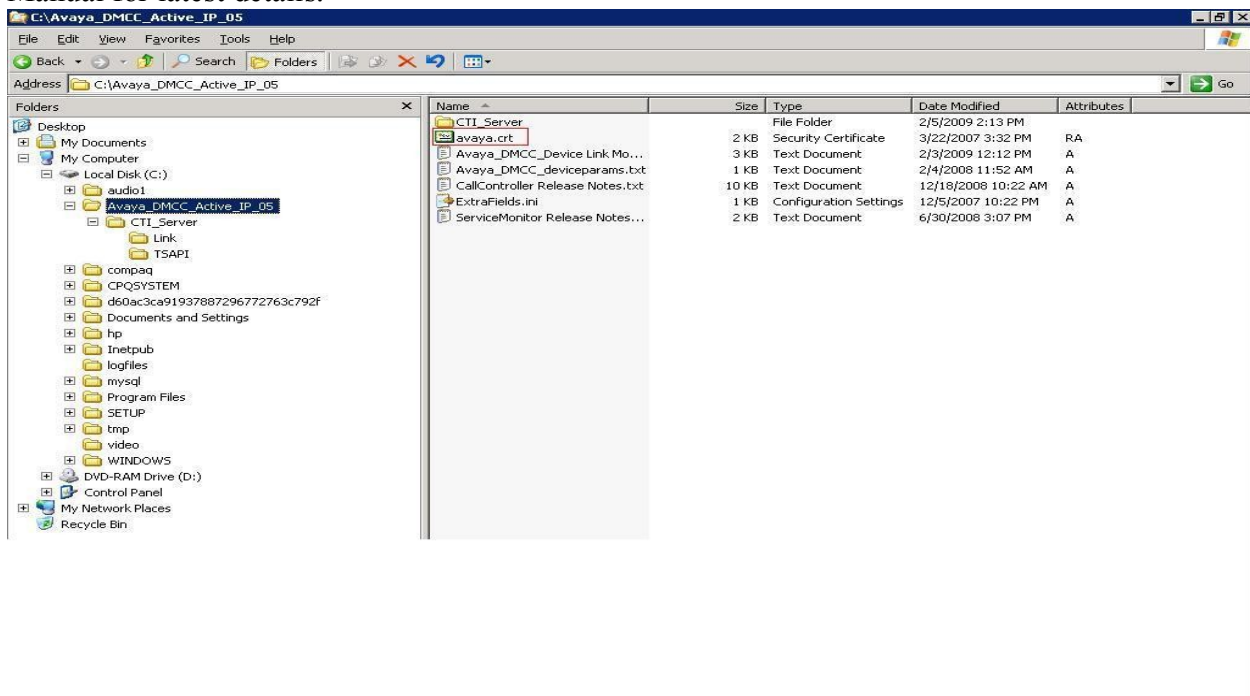 Manual for latest details.
C:\Avaya_DMCC_Active_IP_05
File Edit View Favorites Tools Help
Back Search Folders
Address C:\Avaya_DMCC_Active_IP_05 Go
Folders
Desktop
My Documents
My Computer
Local Disk (C:)
audio1
Avaya_DMCC_Active_IP_05
CTI_Server
Link
TSAPI
compaq
CPQSYSTEM
d60ac3ca91937887296772763c792f
Documents and Settings
hp
Inetpub
logfiles
mysql
Program Files
SETUP
tmp
video
WINDOWS
DVD-RAM Drive (D:)
Control Panel
My Network Places
Recycle Bin
Name Size Type Date Modified Attributes
CTI_Server File Folder 2/5/2009 2:13 PM
avaya.crt 2 KB Security Certificate 3/22/2007 3:32 PM RA
Avaya_DMCC_Device Link Mo... 3 KB Text Document 2/3/2009 12:12 PM A
Avaya_DMCC_deviceparams.txt 1 KB Text Document 2/4/2008 11:52 AM A
CallController Release Notes.txt 10 KB Text Document 12/18/2008 10:22 AM A
ExtraFields.ini 1 KB Configuration Settings 12/5/2007 10:22 PM A
ServiceMonitor Release Notes... 2 KB Text Document 6/30/2008 3:07 PM A